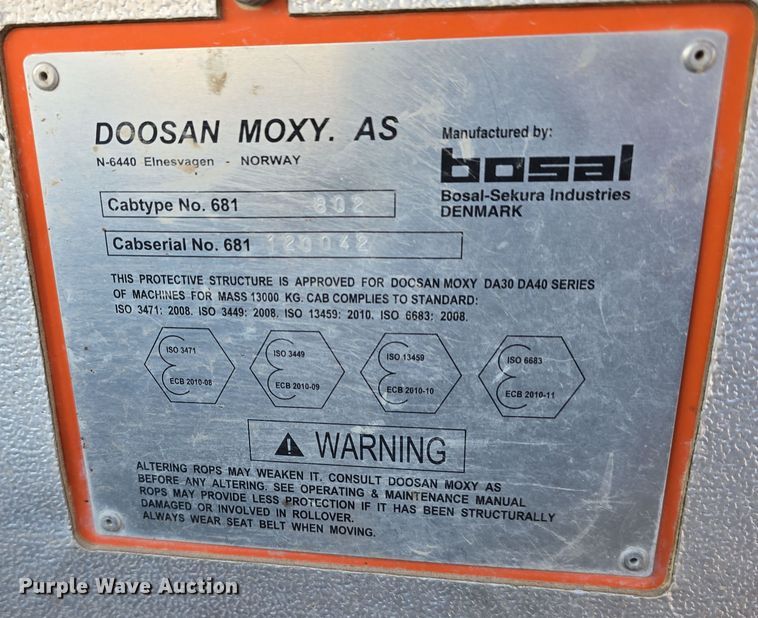 DOOSAN MOXY. AS
N-6440 Elnesvagen - NORWAY
Manufactured by:
bosal
Bosal-Sekura Industries
DENMARK
Cabtype No. 681 802
Cabserial No. 681 123042
THIS PROTECTIVE STRUCTURE IS APPROVED FOR DOOSAN MOXY DA30 DA40 SERIES
OF MACHINES FOR MASS 13000 KG. CAB COMPLIES TO STANDARD:
ISO 3471: 2008. ISO 3449: 2008. ISO 13459: 2010. ISO 6683: 2008.
ISO 3471
ECB 2010-08
ISO 3449
ECB 2010-09
ISO 13459
ECB 2010-10
ISO 6683
ECB 2010-11
WARNING
ALTERING ROPS MAY WEAKEN IT. CONSULT DOOSAN MOXY AS
BEFORE ANY ALTERING. SEE OPERATING & MAINTENANCE MANUAL
ROPS MAY PROVIDE LESS PROTECTION IF IT HAS BEEN STRUCTURALLY
DAMAGED OR INVOLVED IN ROLLOVER.
ALWAYS WEAR SEAT BELT WHEN MOVING.
Purple Wave Auction